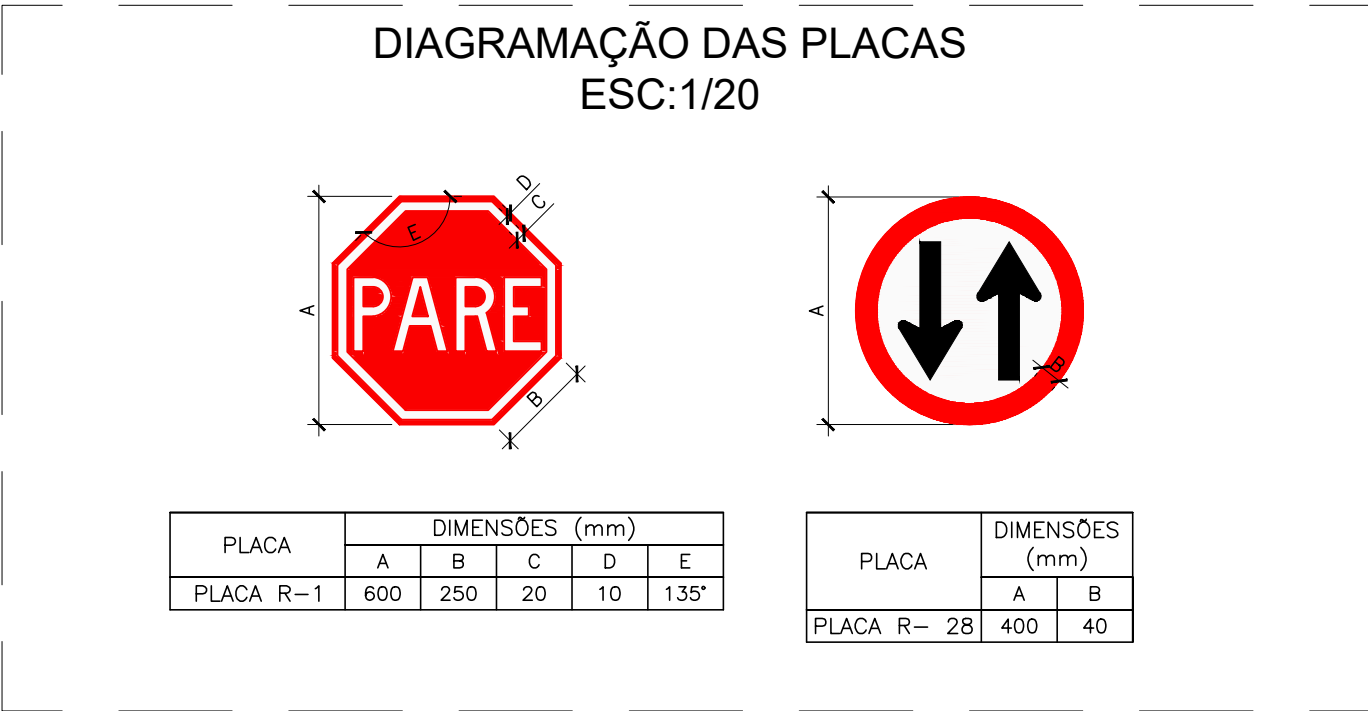 DIAGRAMAÇÃO DAS PLACAS
ESC:1/20
D
C
E
A
PARE
B
A
B
PLACA
DIMENSÕES (mm)
A B C D E
PLACA R-1 600 250 20 10 135°
PLACA
DIMENSÕES
(mm)
A B
PLACA R- 28 400 40